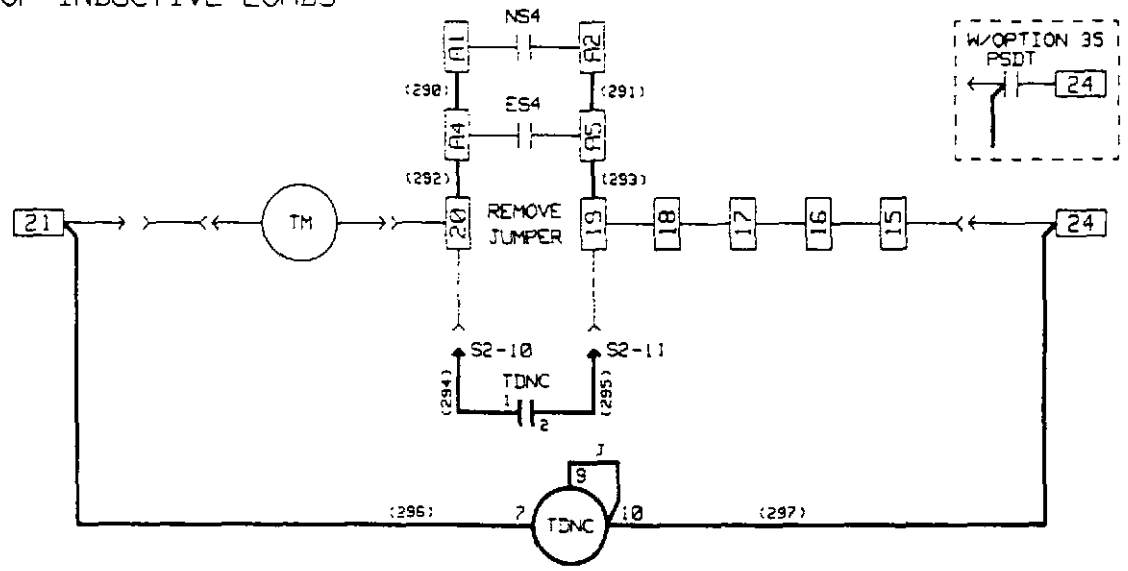 NS4
A1
A2
W/OPTION 35
PSDT
24
(290)
(291)
ES4
A4
A5
(292)
(293)
21
TM
20
REMOVE
JUMPER
19
18
17
16
15
24
S2-10
S2-11
(294)
TDNC
1
2
(295)
J
9
(296)
7
TDNC
10
(297)